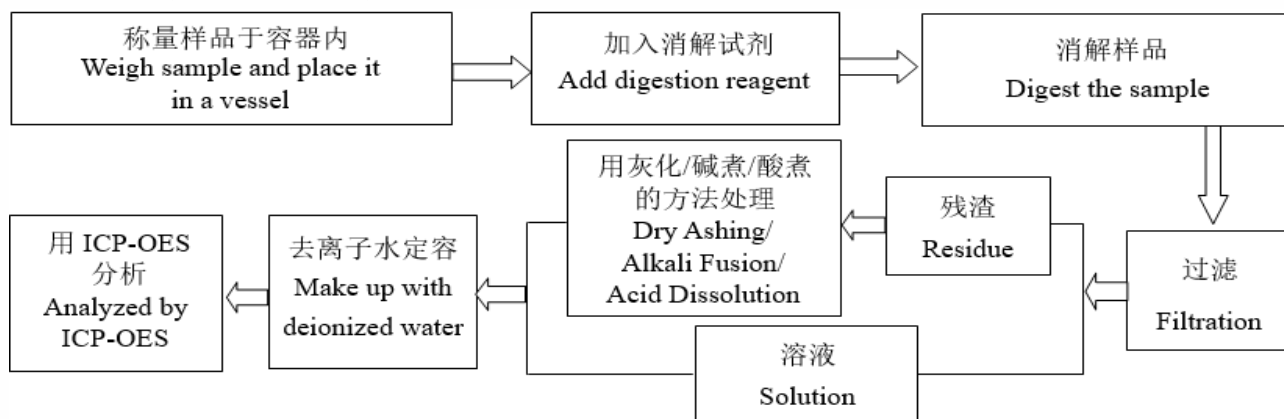 称量样品于容器内
Weigh sample and place it
in a vessel
加入消解试剂
Add digestion reagent
消解样品
Digest the sample
过滤
Filtration
残渣
Residue
用灰化/碱煮/酸煮
的方法处理
Dry Ashing/
Alkali Fusion/
Acid Dissolution
溶液
Solution
去离子水定容
Make up with
deionized water
用 ICP-OES
分析
Analyzed by
ICP-OES